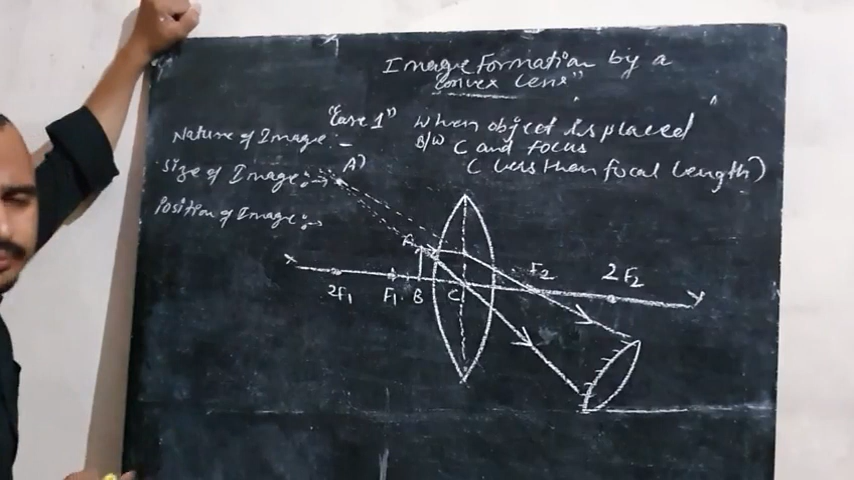 Image Formation by a
Convex Lens"
"Case 1" When object is placed
B/W C and focus
(Less than focal Length)
Nature of Image :-
Size of Image :→
Position of Image :→
A)
A
X
2F1 F1 B C F2 2F2 Y